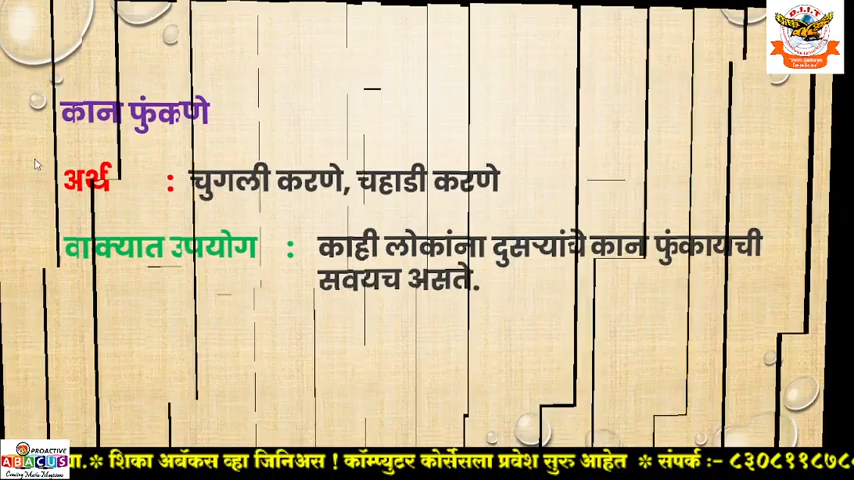 कान फुंकणे
अर्थ : चुगली करणे, चहाडी करणे
वाक्यात उपयोग : काही लोकांना दुसऱ्यांचे कान फुंकायची
सवयच असते.
PROACTIVE
ABACUS
शिका अबॅकस व्हा जिनिअस ! कॉम्प्युटर कोर्सेसला प्रवेश सुरु आहेत * संपर्क :-